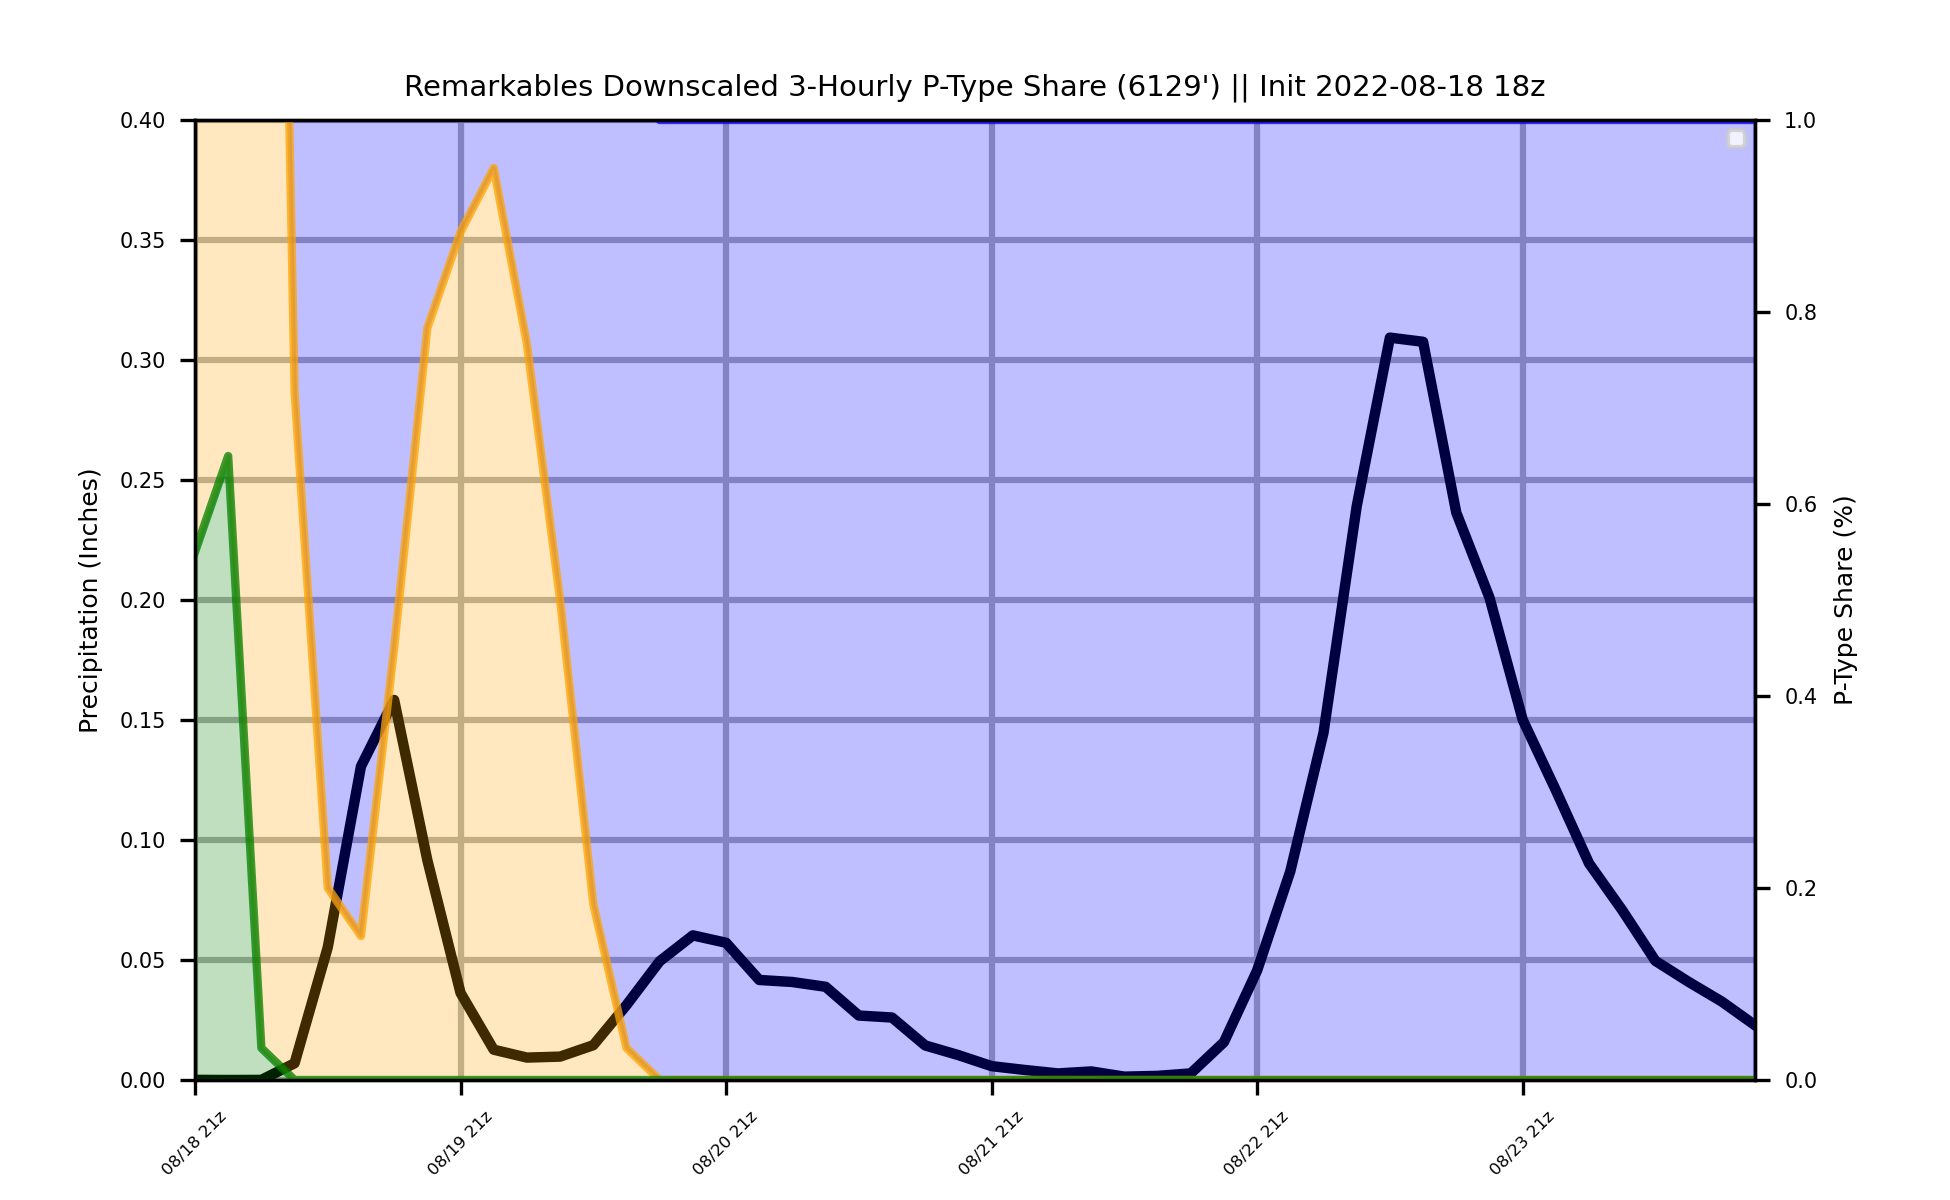 Remarkables Downscaled 3-Hourly P-Type Share (6129') || Init 2022-08-18 18z
0.40
0.35
0.30
0.25
0.20
0.15
0.10
0.05
0.00
Precipitation (Inches)
1.0
0.8
0.6
0.4
0.2
0.0
P-Type Share (%)
08/18 21z
08/19 21z
08/20 21z
08/21 21z
08/22 21z
08/23 21z